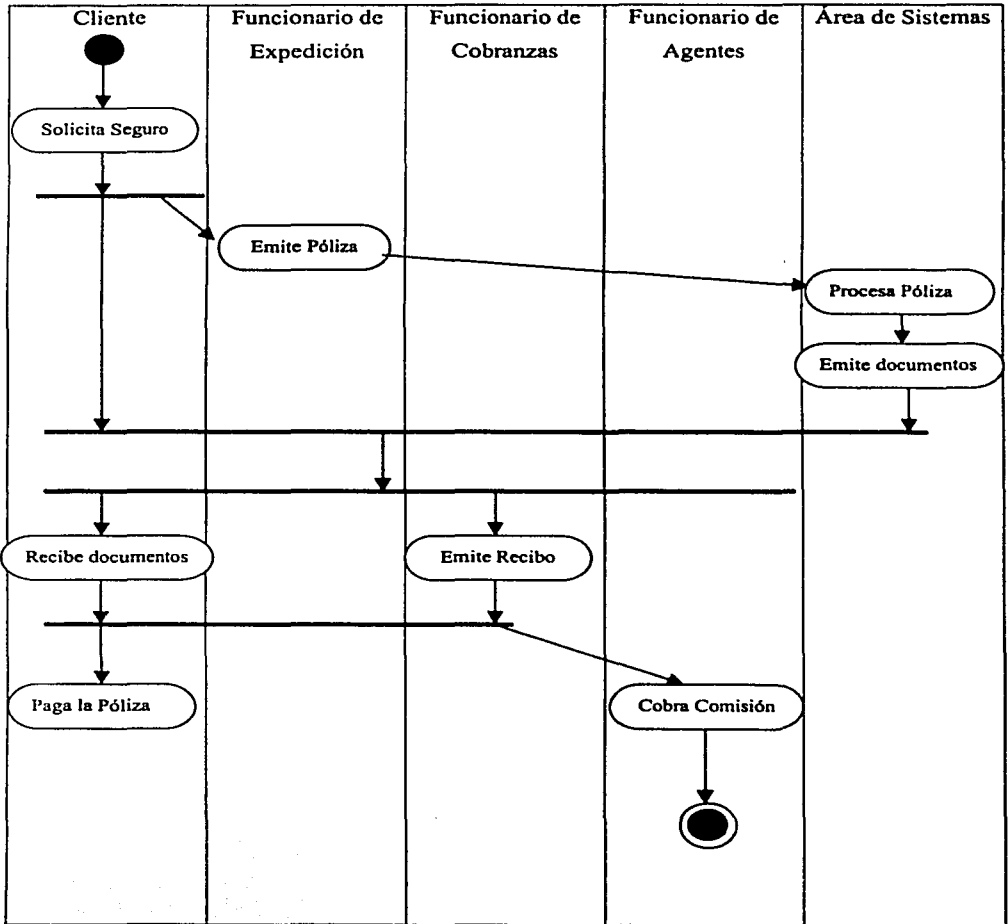 Cliente
Funcionario de
Expedición
Funcionario de
Cobranzas
Funcionario de
Agentes
Área de Sistemas
Solicita Seguro
Emite Póliza
Procesa Póliza
Emite documentos
Recibe documentos
Emite Recibo
Paga la Póliza
Cobra Comisión